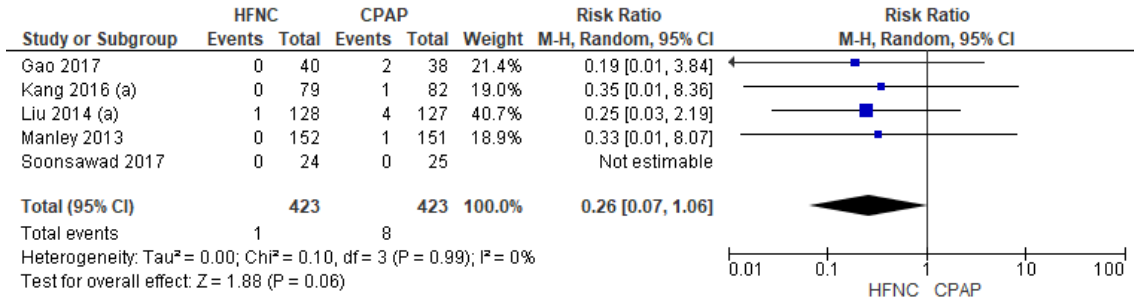 HFNC CPAP Risk Ratio Risk Ratio
Study or Subgroup Events Total Events Total Weight M-H, Random, 95% CI M-H, Random, 95% CI
Gao 2017 0 40 2 38 21.4% 0.19 [0.01, 3.84]
Kang 2016 (a) 0 79 1 82 19.0% 0.35 [0.01, 8.36]
Liu 2014 (a) 1 128 4 127 40.7% 0.25 [0.03, 2.19]
Manley 2013 0 152 1 151 18.9% 0.33 [0.01, 8.07]
Soonsawad 2017 0 24 0 25 Not estimable
Total (95% CI) 423 423 100.0% 0.26 [0.07, 1.06]
Total events 1 8
Heterogeneity: Tau² = 0.00; Chi² = 0.10, df = 3 (P = 0.99); I² = 0%
Test for overall effect: Z = 1.88 (P = 0.06)
0.01 0.1 1 10 100
HFNC CPAP